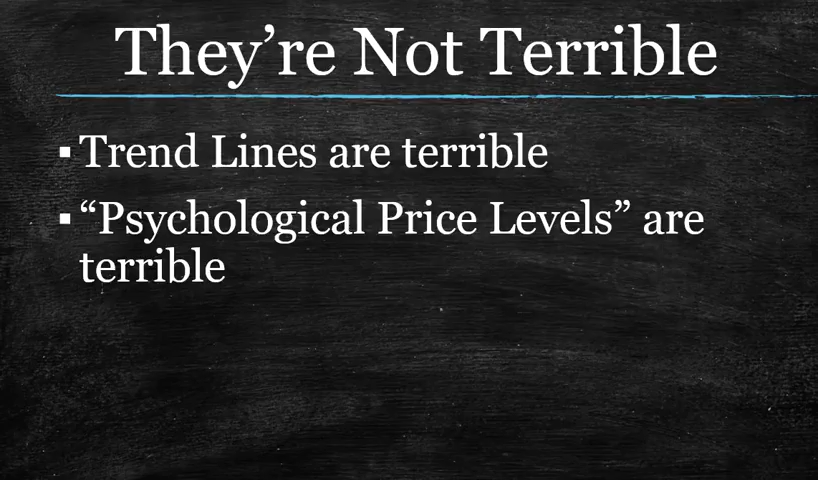 They’re Not Terrible
▪Trend Lines are terrible
▪“Psychological Price Levels” are
terrible